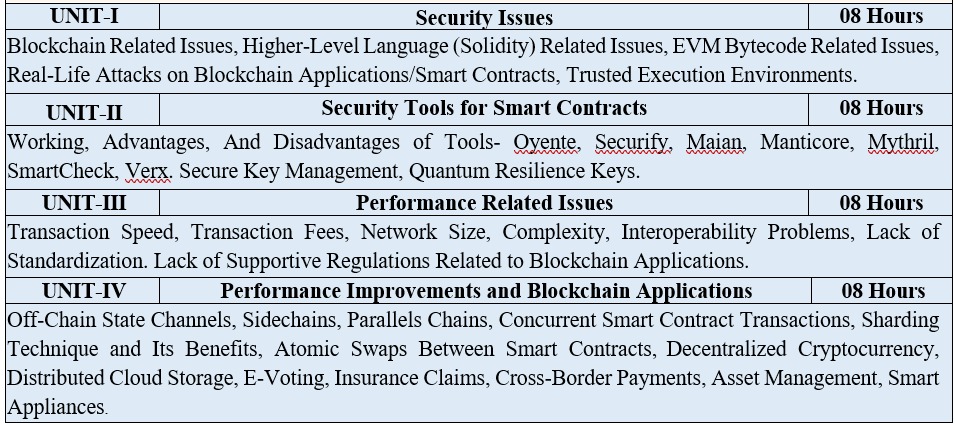 UNIT-I Security Issues 08 Hours
Blockchain Related Issues, Higher-Level Language (Solidity) Related Issues, EVM Bytecode Related Issues,
Real-Life Attacks on Blockchain Applications/Smart Contracts, Trusted Execution Environments.
UNIT-II Security Tools for Smart Contracts 08 Hours
Working, Advantages, And Disadvantages of Tools- Oyente, Securify, Maian, Manticore, Mythril,
SmartCheck, Verx. Secure Key Management, Quantum Resilience Keys.
UNIT-III Performance Related Issues 08 Hours
Transaction Speed, Transaction Fees, Network Size, Complexity, Interoperability Problems, Lack of
Standardization. Lack of Supportive Regulations Related to Blockchain Applications.
UNIT-IV Performance Improvements and Blockchain Applications 08 Hours
Off-Chain State Channels, Sidechains, Parallels Chains, Concurrent Smart Contract Transactions, Sharding
Technique and Its Benefits, Atomic Swaps Between Smart Contracts, Decentralized Cryptocurrency,
Distributed Cloud Storage, E-Voting, Insurance Claims, Cross-Border Payments, Asset Management, Smart
Appliances.